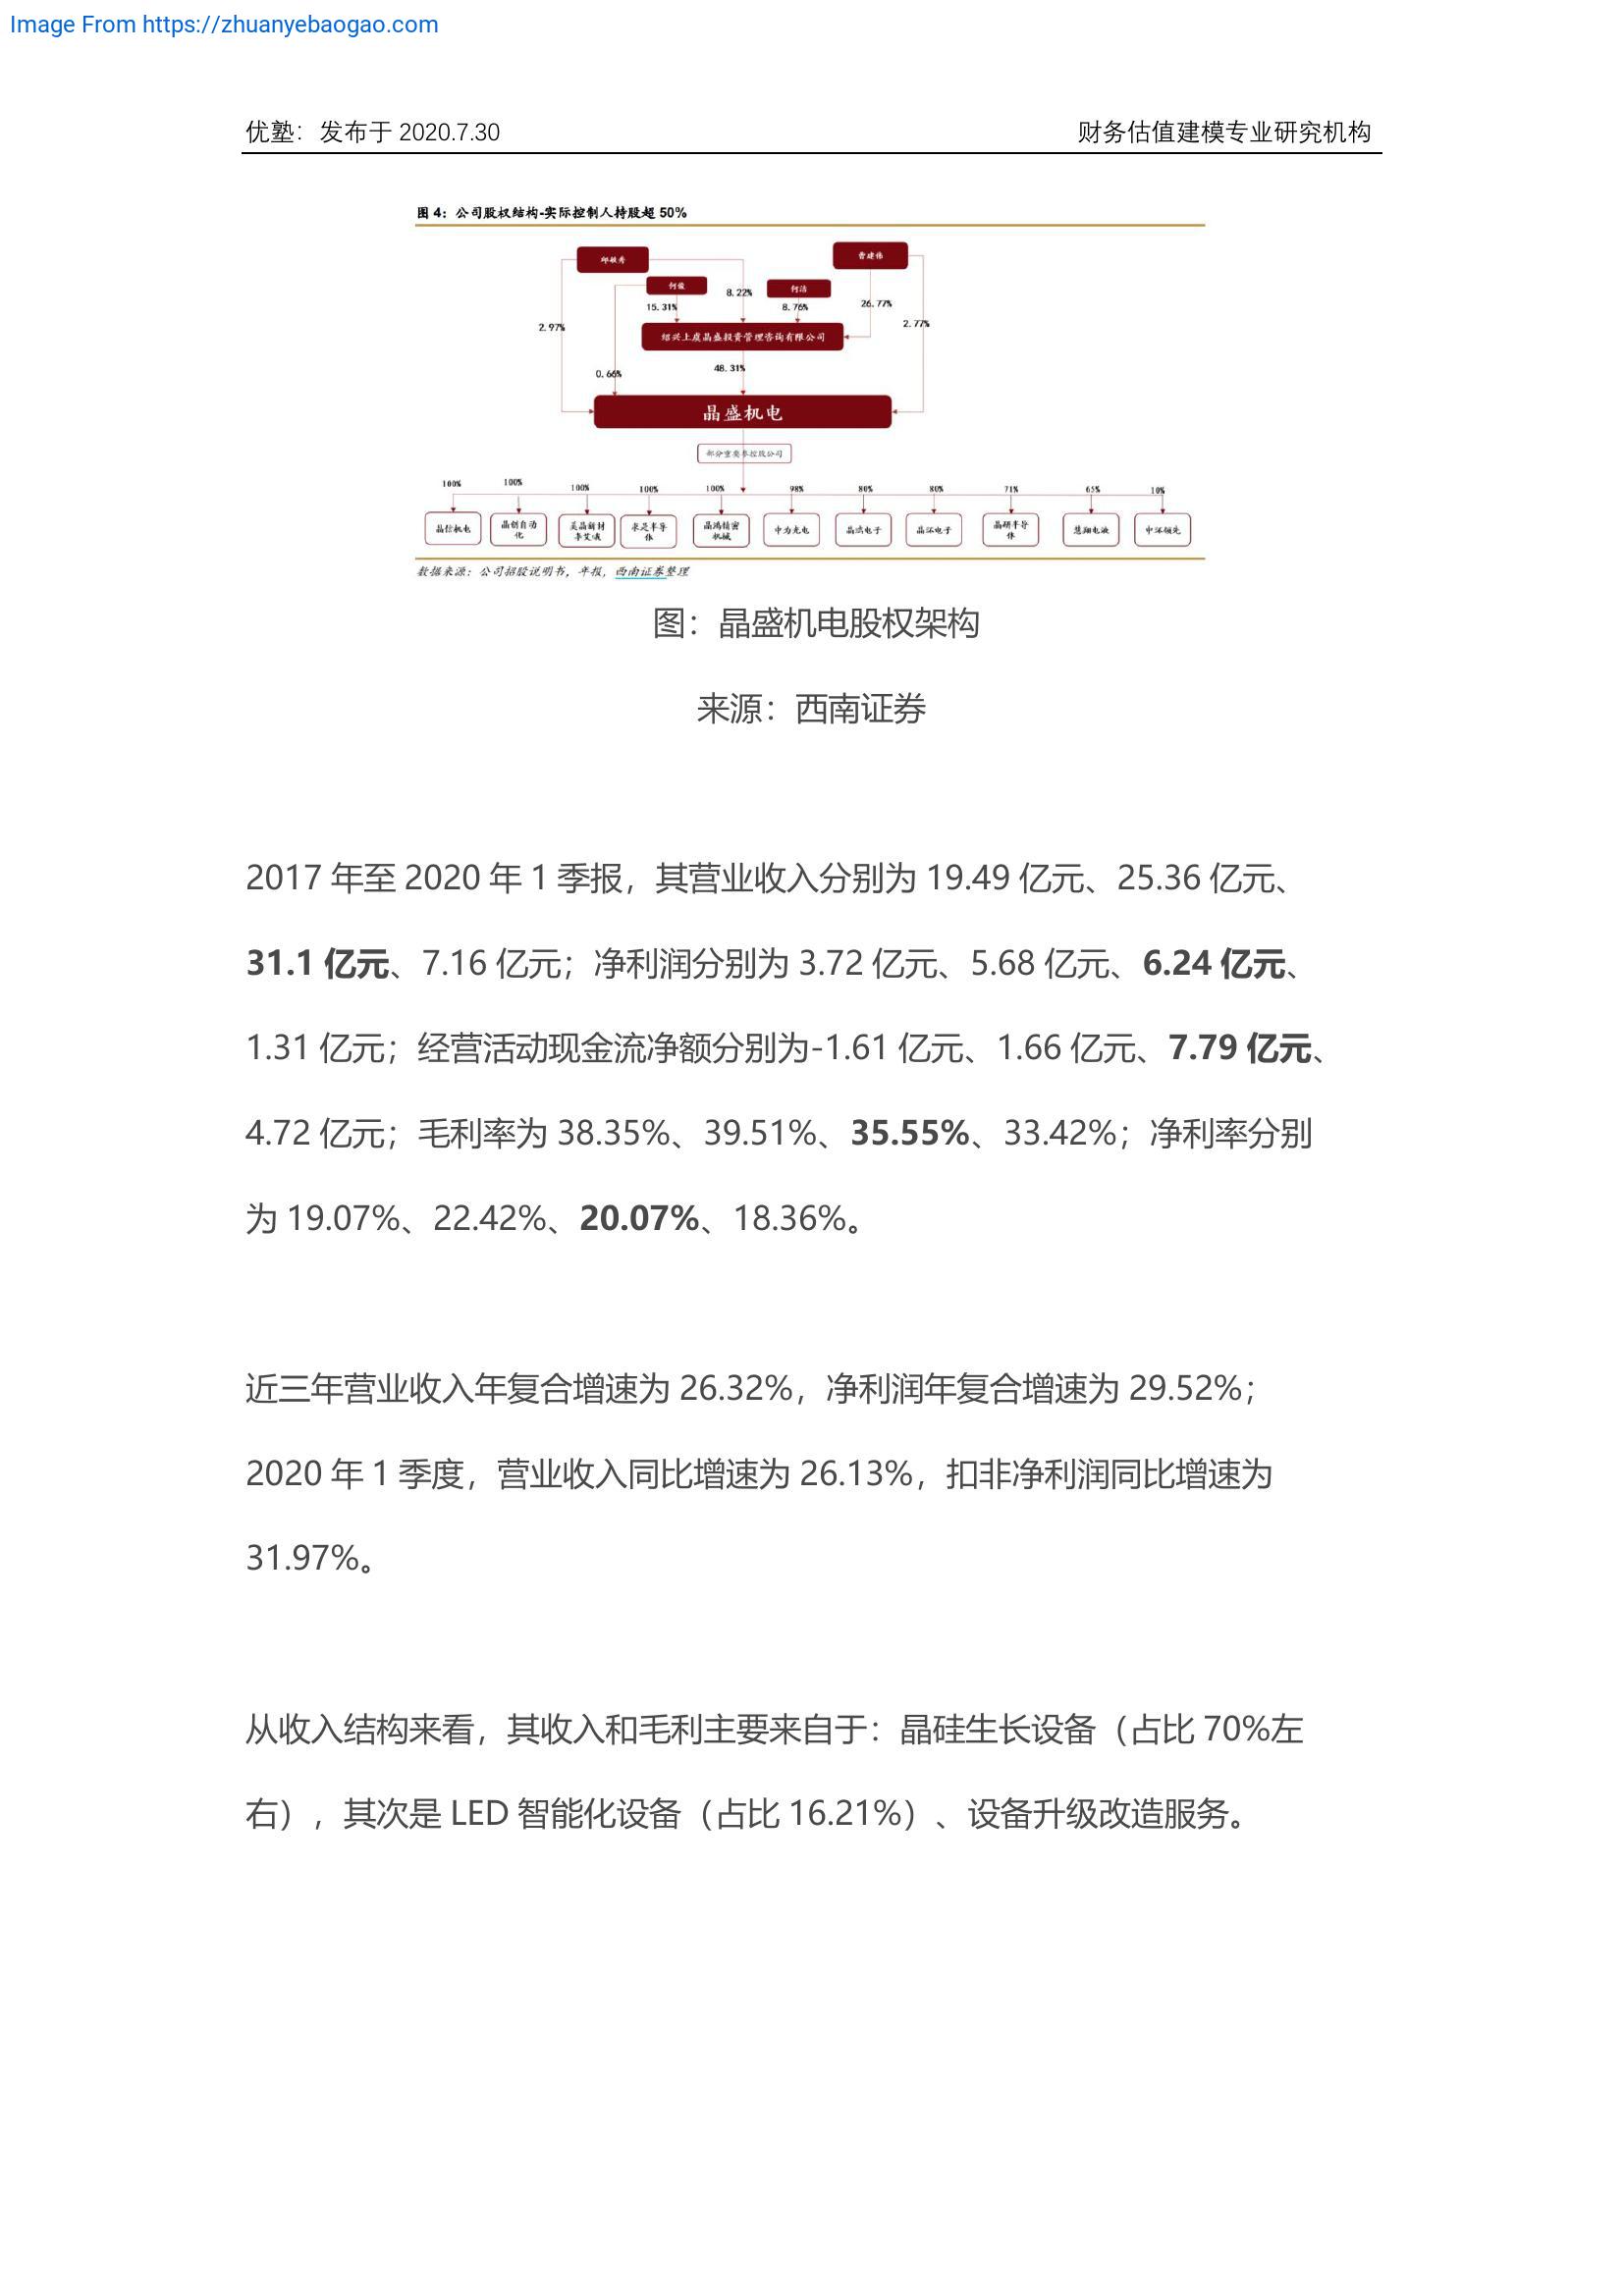 Image From https://zhuanyebaogao.com
优塾：发布于 2020.7.30
财务估值建模专业研究机构
图 4：公司股权结构-实际控制人持股超 50%
邱敏秀
曹建伟
何俊
何洁
8.22%
15.31%
8.76%
26.77%
2.97%
2.77%
绍兴上虞晶盛投资管理咨询有限公司
0.66%
48.31%
晶盛机电
部分重要参控股公司
100%
100%
100%
100%
100%
98%
80%
80%
71%
65%
10%
晶信机电
晶创自动化
求是半导体
晶鸿精密机械
中为光电
晶环电子
晶研半导体
慧翔电液
中环领先
数据来源：公司招股说明书，年报，西南证券整理
图：晶盛机电股权架构
来源：西南证券
2017 年至 2020 年 1 季报，其营业收入分别为 19.49 亿元、25.36 亿元、
31.1 亿元、7.16 亿元；净利润分别为 3.72 亿元、5.68 亿元、6.24 亿元、
1.31 亿元；经营活动现金流净额分别为-1.61 亿元、1.66 亿元、7.79 亿元、
4.72 亿元；毛利率为 38.35%、39.51%、35.55%、33.42%；净利率分别
为 19.07%、22.42%、20.07%、18.36%。
近三年营业收入年复合增速为 26.32%，净利润年复合增速为 29.52%；
2020 年 1 季度，营业收入同比增速为 26.13%，扣非净利润同比增速为
31.97%。
从收入结构来看，其收入和毛利主要来自于：晶硅生长设备（占比 70%左
右），其次是 LED 智能化设备（占比 16.21%）、设备升级改造服务。